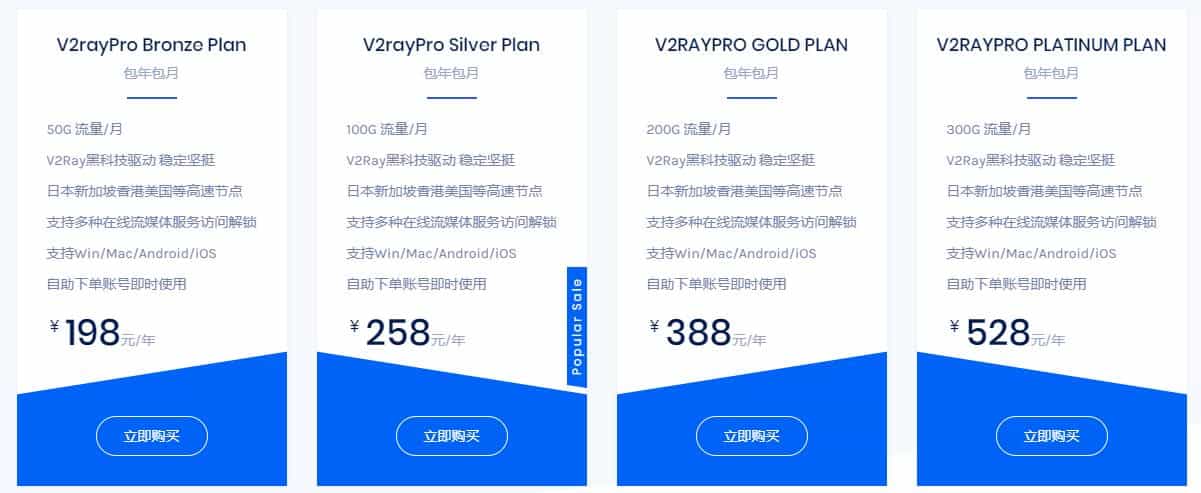 V2rayPro Bronze Plan
包年包月
50G 流量/月
V2Ray黑科技驱动 稳定坚挺
日本新加坡香港美国等高速节点
支持多种在线流媒体服务访问解锁
支持Win/Mac/Android/iOS
自助下单账号即时使用
¥198元/年
立即购买
V2rayPro Silver Plan
包年包月
100G 流量/月
V2Ray黑科技驱动 稳定坚挺
日本新加坡香港美国等高速节点
支持多种在线流媒体服务访问解锁
支持Win/Mac/Android/iOS
自助下单账号即时使用
¥258元/年
Popular Sale
立即购买
V2RAYPRO GOLD PLAN
包年包月
200G 流量/月
V2Ray黑科技驱动 稳定坚挺
日本新加坡香港美国等高速节点
支持多种在线流媒体服务访问解锁
支持Win/Mac/Android/iOS
自助下单账号即时使用
¥388元/年
立即购买
V2RAYPRO PLATINUM PLAN
包年包月
300G 流量/月
V2Ray黑科技驱动 稳定坚挺
日本新加坡香港美国等高速节点
支持多种在线流媒体服务访问解锁
支持Win/Mac/Android/iOS
自助下单账号即时使用
¥528元/年
立即购买